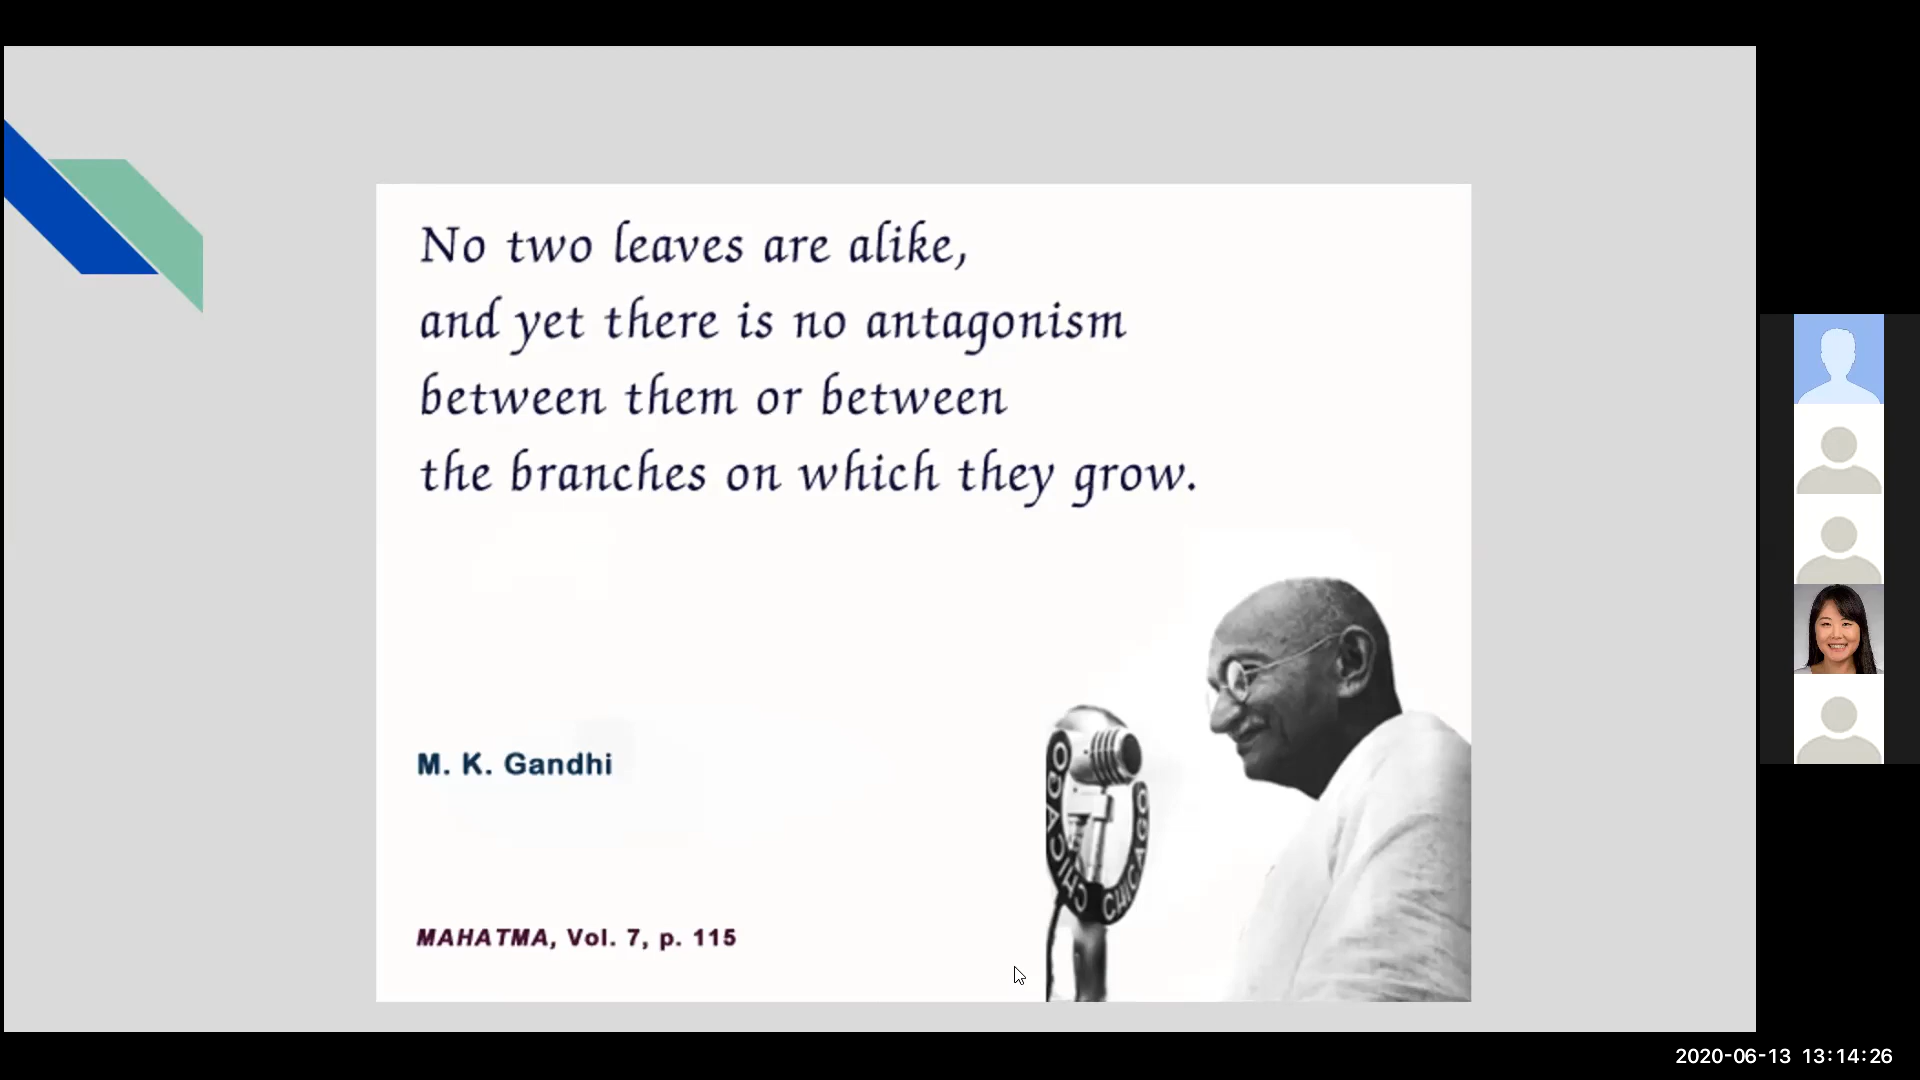 No two leaves are alike,
and yet there is no antagonism
between them or between
the branches on which they grow.
M. K. Gandhi
MAHATMA, Vol. 7, p. 115
CHICAGO
CHICAGO
2020-06-13 13:14:26